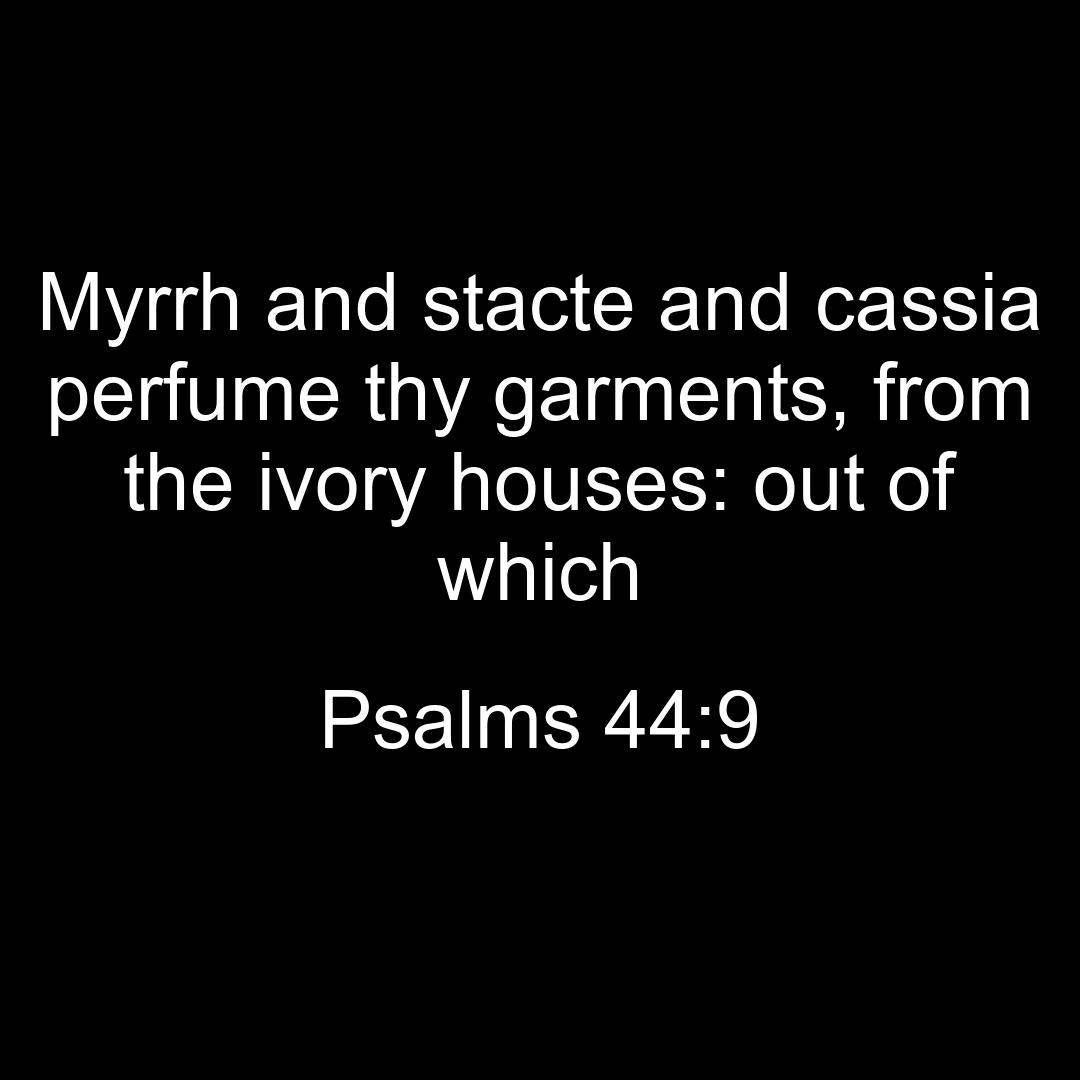 Myrrh and stacte and cassia
perfume thy garments, from
the ivory houses: out of
which
Psalms 44:9